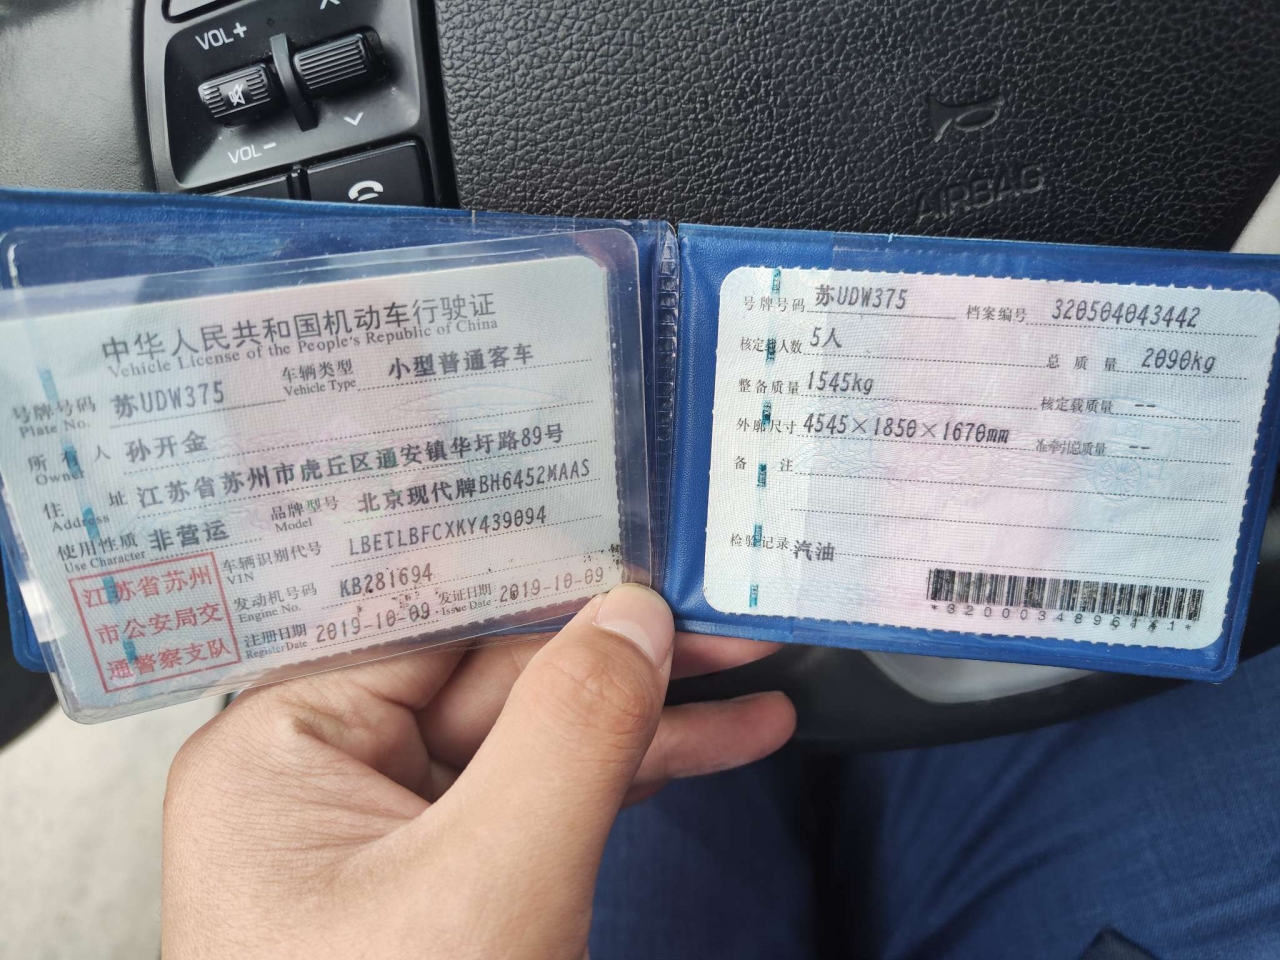 VOL+
VOL-
AIRBAG
中华人民共和国机动车行驶证
Vehicle License of the People's Republic of China
号牌号码 苏UDW375 车辆类型 小型普通客车
Plate No. Vehicle Type
所有人 孙开金
Owner
住址 江苏省苏州市虎丘区通安镇华圩路89号
Address
使用性质 非营运 品牌型号 北京现代牌BH6452MAAS
Use Character Model
车辆识别代号 LBETLBFCXKY439094
VIN
发动机号码 KB281694
Engine No.
注册日期 2019-10-09 发证日期 2019-10-09
Register Date Issue Date
江苏省苏州
市公安局交
通警察支队
号牌号码 苏UDW375 档案编号 320504043442
核定载人数 5人 总质量 2090kg
整备质量 1545kg 核定载质量 --
外廓尺寸 4545×1850×1670mm 准牵引总质量 --
备注
检验记录 汽油